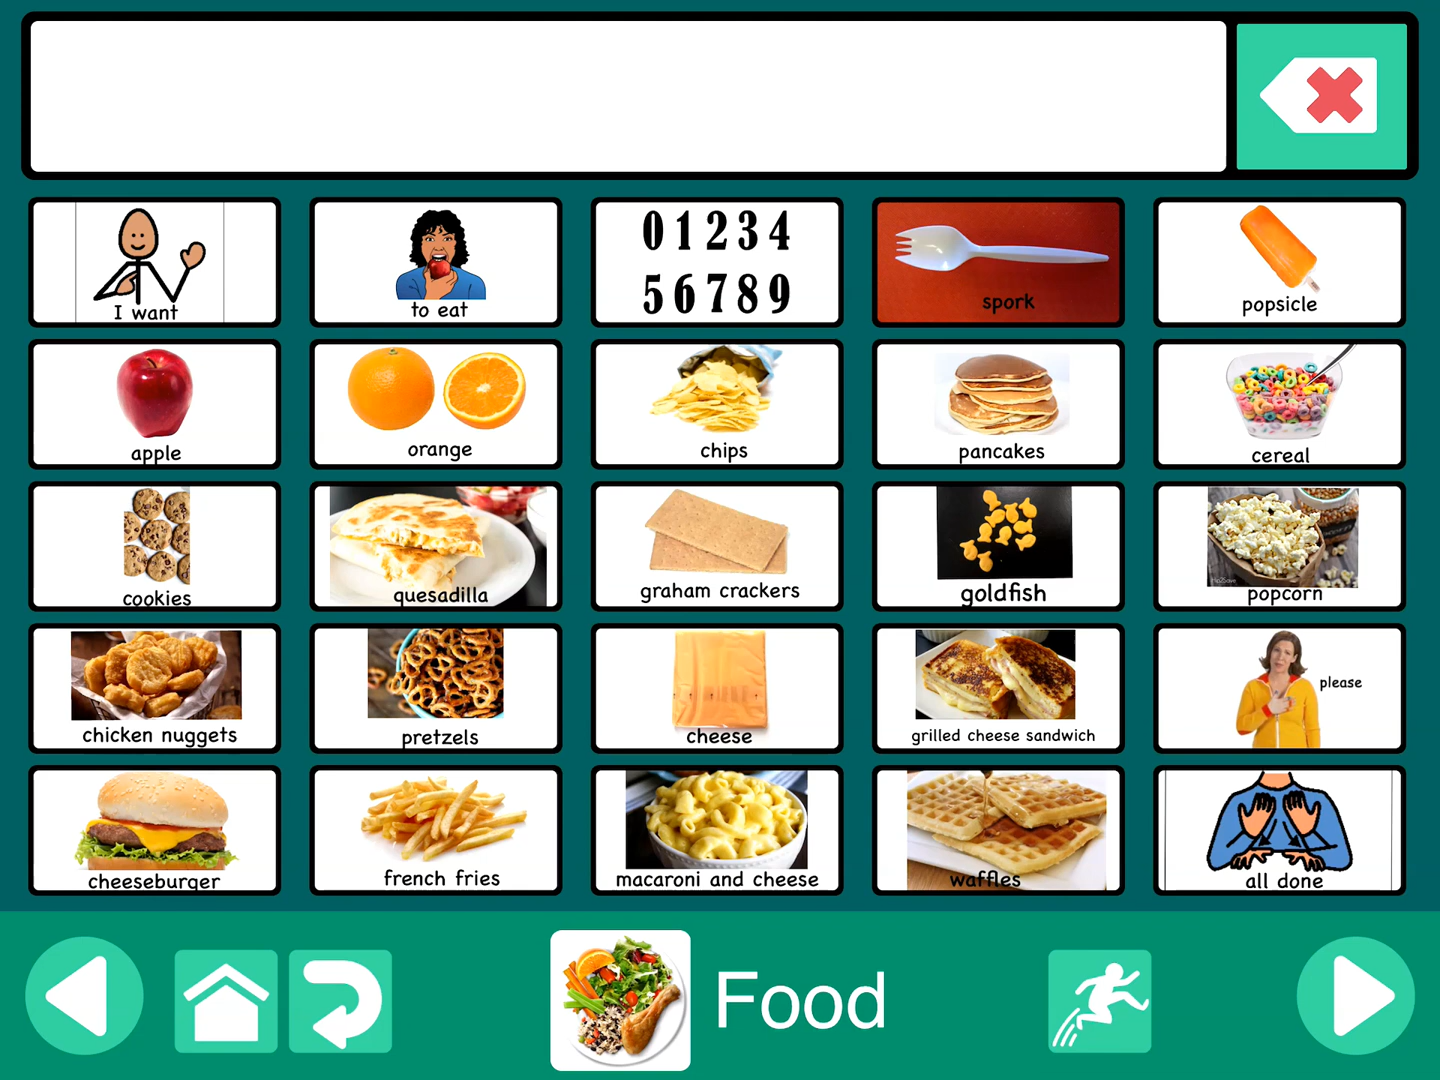 I want
to eat
0 1 2 3 4
5 6 7 8 9
spork
popsicle
apple
orange
chips
pancakes
cereal
cookies
quesadilla
graham crackers
goldfish
popcorn
Hip2Save
chicken nuggets
pretzels
cheese
grilled cheese sandwich
please
cheeseburger
french fries
macaroni and cheese
waffles
all done
Food